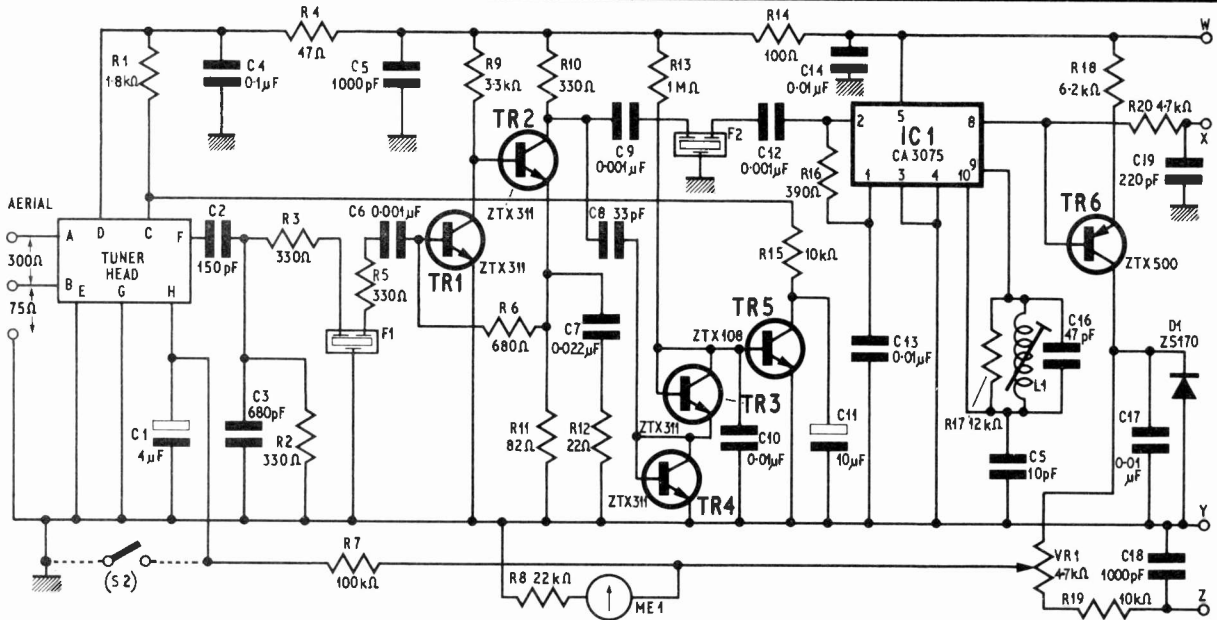 R4
47Ω
R1
1·8kΩ
C4
0·1μF
C5
1000pF
R9
3·3kΩ
R10
330Ω
R13
1MΩ
R14
100Ω
C14
0·01μF
W
R18
6·2kΩ
R20 4·7kΩ
X
C19
220pF
TR2
ZTX311
C9
0·001μF
F2
C12
0·001μF
2
5
8
IC1
CA3075
9
1
3
4
10
R16
390Ω
AERIAL
A
D
C
F
TUNER
HEAD
B
E
G
H
300Ω
75Ω
C2
150pF
R3
330Ω
C6 0·001μF
R5
330Ω
F1
TR1
ZTX311
C8 33pF
R15
10kΩ
TR6
ZTX500
R6
680Ω
C7
0·022μF
TR5
ZTX108
C13
0·01μF
C16
47pF
L1
R17 12kΩ
D1
ZS170
C1
4μF
C3
680pF
R2
330Ω
R11
82Ω
R12
22Ω
TR3
ZTX311
C10
0·01μF
C11
10μF
TR4
ZTX311
C5
10pF
C17
0·01
μF
Y
(S2)
R7
100kΩ
R8 22kΩ
ME1
VR1
4·7kΩ
C18
1000pF
R19
10kΩ
Z